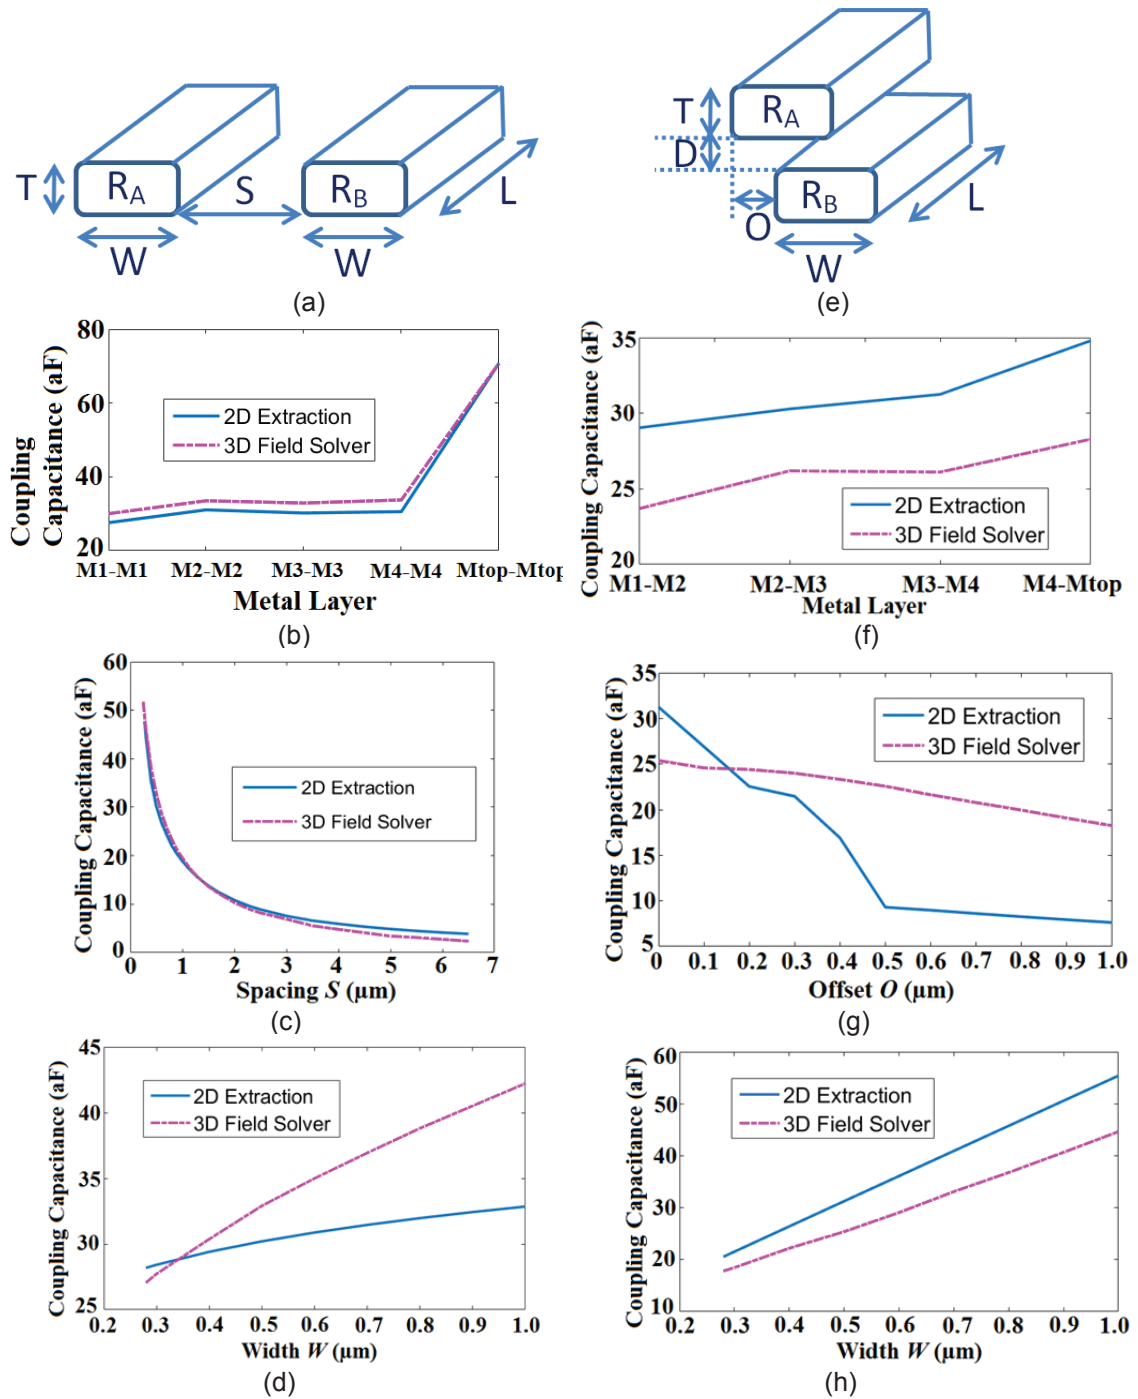 T
R_A
S
R_B
L
W
W
(a)
T
R_A
D
R_B
L
O
W
(e)
Coupling
Capacitance (aF)
80
60
40
20
2D Extraction
3D Field Solver
M1-M1 M2-M2 M3-M3 M4-M4 Mtop-Mtop
Metal Layer
(b)
Coupling Capacitance (aF)
35
30
25
20
2D Extraction
3D Field Solver
M1-M2 M2-M3 M3-M4 M4-Mtop
Metal Layer
(f)
Coupling Capacitance (aF)
60
50
40
30
20
10
0
2D Extraction
3D Field Solver
0 1 2 3 4 5 6 7
Spacing S (μm)
(c)
Coupling Capacitance (aF)
35
30
25
20
15
10
5
2D Extraction
3D Field Solver
0 0.1 0.2 0.3 0.4 0.5 0.6 0.7 0.8 0.9 1.0
Offset O (μm)
(g)
Coupling Capacitance (aF)
45
40
35
30
25
2D Extraction
3D Field Solver
0.2 0.3 0.4 0.5 0.6 0.7 0.8 0.9 1.0
Width W (μm)
(d)
Coupling Capacitance (aF)
60
50
40
30
20
10
2D Extraction
3D Field Solver
0.2 0.3 0.4 0.5 0.6 0.7 0.8 0.9 1.0
Width W (μm)
(h)